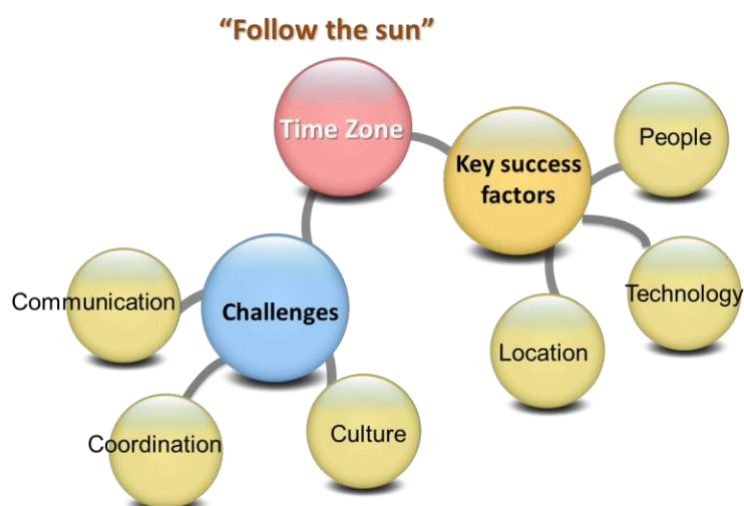 “Follow the sun”
Time Zone
Key success
factors
People
Technology
Location
Challenges
Communication
Coordination
Culture